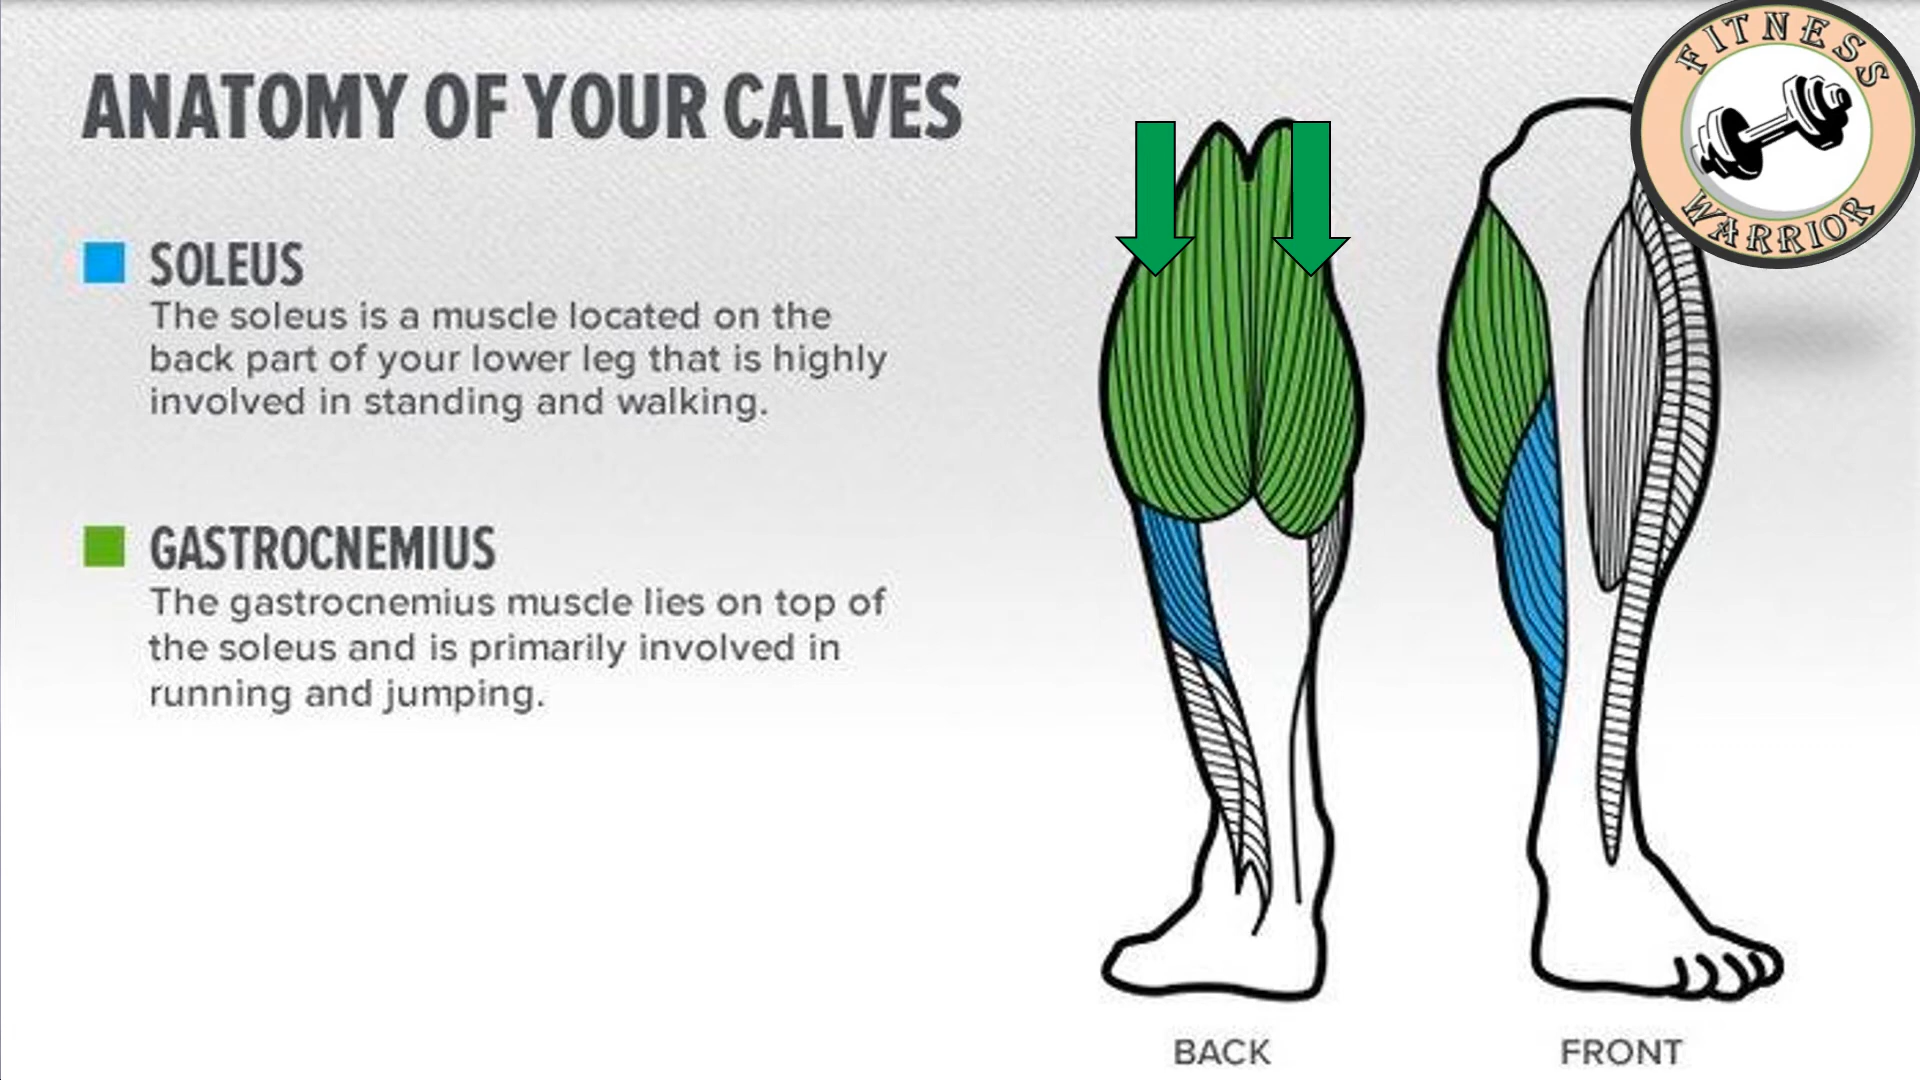 ANATOMY OF YOUR CALVES
SOLEUS
The soleus is a muscle located on the
back part of your lower leg that is highly
involved in standing and walking.
GASTROCNEMIUS
The gastrocnemius muscle lies on top of
the soleus and is primarily involved in
running and jumping.
FITNESS
WARRIOR
BACK
FRONT